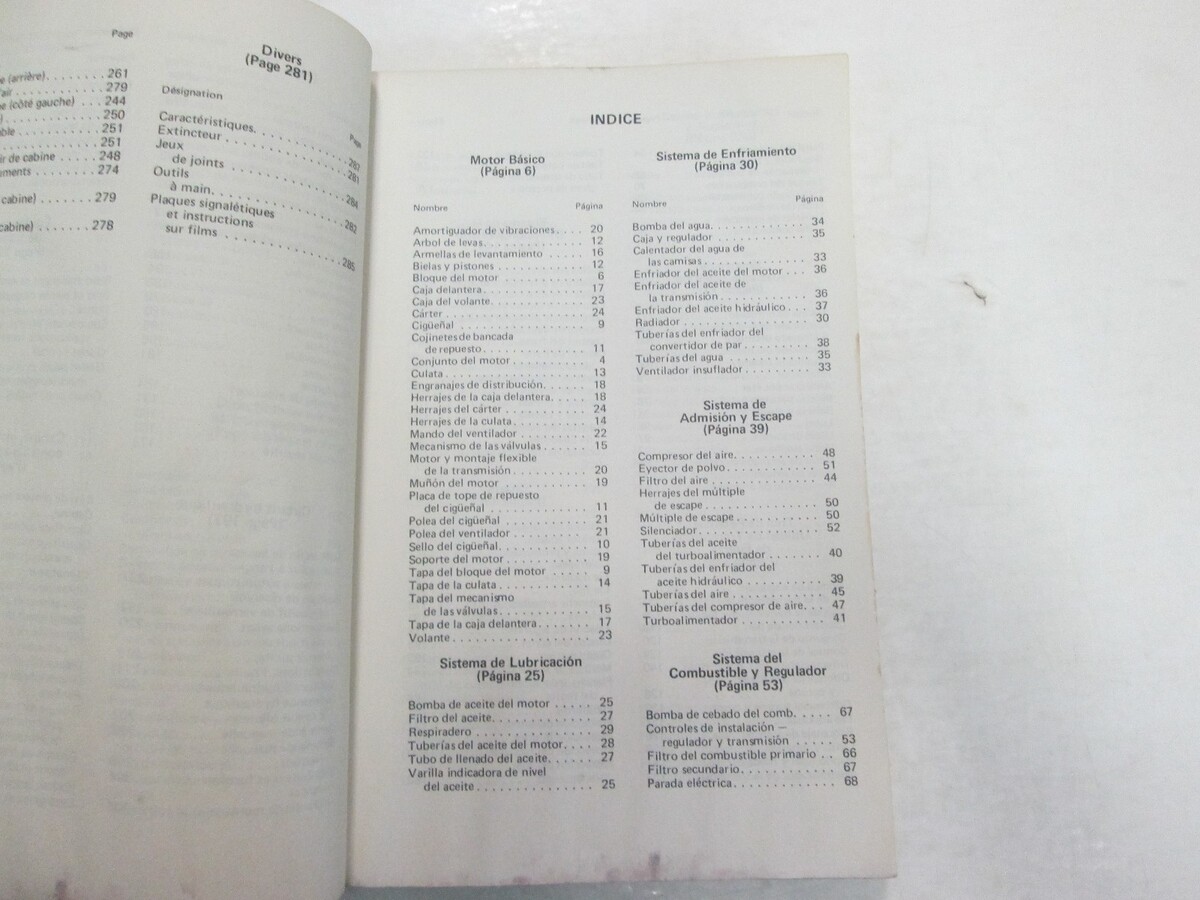 Page
(arrière) . . . . . . . . 261
air . . . . . . . . . . . . . . 279
(côté gauche) . . . 244
. . . . . . . . . . . . . . . 250
. . . . . . . . . . . . . . . 251
. . . . . . . . . . . . . . . 251
de cabine . . . . . . 248
. . . . . . . . . . . . 274
cabine) . . . . . . . 279
cabine) . . . . . . . . 278
Divers
(Page 281)
Désignation
Page
Caractéristiques. . . . . . . . . . 287
Extincteur . . . . . . . . . . . . . . 281
Jeux
de joints . . . . . . . . . . . . . 284
Outils
à main. . . . . . . . . . . . . . . 282
Plaques signalétiques
et instructions
sur films . . . . . . . . . . . . 285
INDICE
Motor Básico
(Página 6)
Nombre Página
Amortiguador de vibraciones. . . . 20
Arbol de levas. . . . . . . . . . . . . . 12
Armellas de levantamiento . . . . . 16
Bielas y pistones . . . . . . . . . . . . 12
Bloque del motor . . . . . . . . . . . 6
Caja delantera. . . . . . . . . . . . . . 17
Caja del volante. . . . . . . . . . . . . 23
Cárter . . . . . . . . . . . . . . . . . . . 24
Cigüeñal . . . . . . . . . . . . . . . . . 9
Cojinetes de bancada
de repuesto. . . . . . . . . . . . . . 11
Conjunto del motor . . . . . . . . . . 4
Culata . . . . . . . . . . . . . . . . . . . 13
Engranajes de distribución. . . . . . 18
Herrajes de la caja delantera. . . . . 18
Herrajes del cárter . . . . . . . . . . . 24
Herrajes de la culata . . . . . . . . . . 14
Mando del ventilador . . . . . . . . . 22
Mecanismo de las válvulas . . . . . . 15
Motor y montaje flexible
de la transmisión . . . . . . . . . . 20
Muñón del motor . . . . . . . . . . . 19
Placa de tope de repuesto
del cigüeñal . . . . . . . . . . . . . 11
Polea del cigüeñal . . . . . . . . . . . 21
Polea del ventilador . . . . . . . . . . 21
Sello del cigüeñal. . . . . . . . . . . . 10
Soporte del motor . . . . . . . . . . . 19
Tapa del bloque del motor . . . . . 9
Tapa de la culata . . . . . . . . . . . . 14
Tapa del mecanismo
de las válvulas . . . . . . . . . . . . 15
Tapa de la caja delantera. . . . . . . 17
Volante . . . . . . . . . . . . . . . . . . 23
Sistema de Lubricación
(Página 25)
Bomba de aceite del motor . . . . . 25
Filtro del aceite. . . . . . . . . . . . . 27
Respiradero . . . . . . . . . . . . . . . 29
Tuberías del aceite del motor. . . . 28
Tubo de llenado del aceite. . . . . . 27
Varilla indicadora de nivel
del aceite . . . . . . . . . . . . . . . 25
Sistema de Enfriamiento
(Página 30)
Nombre Página
Bomba del agua. . . . . . . . . . . . . 34
Caja y regulador . . . . . . . . . . . . 35
Calentador del agua de
las camisas . . . . . . . . . . . . . . 33
Enfriador del aceite del motor . . . 36
Enfriador del aceite de
la transmisión . . . . . . . . . . . . 36
Enfriador del aceite hidráulico . . . 37
Radiador . . . . . . . . . . . . . . . . . 30
Tuberías del enfriador del
convertidor de par. . . . . . . . . . 38
Tuberías del agua . . . . . . . . . . . 35
Ventilador insuflador . . . . . . . . . 33
Sistema de
Admisión y Escape
(Página 39)
Compresor del aire. . . . . . . . . . . 48
Eyector de polvo . . . . . . . . . . . . 51
Filtro del aire . . . . . . . . . . . . . . 44
Herrajes del múltiple
de escape . . . . . . . . . . . . . . . 50
Múltiple de escape . . . . . . . . . . . 50
Silenciador. . . . . . . . . . . . . . . . 52
Tuberías del aceite
del turboalimentador . . . . . . . 40
Tuberías del enfriador del
aceite hidráulico . . . . . . . . . . 39
Tuberías del aire . . . . . . . . . . . . 45
Tuberías del compresor de aire. . . 47
Turboalimentador . . . . . . . . . . . 41
Sistema del
Combustible y Regulador
(Página 53)
Bomba de cebado del comb. . . . . 67
Controles de instalación —
regulador y transmisión . . . . . 53
Filtro del combustible primario . . 66
Filtro secundario. . . . . . . . . . . . 67
Parada eléctrica. . . . . . . . . . . . . 68